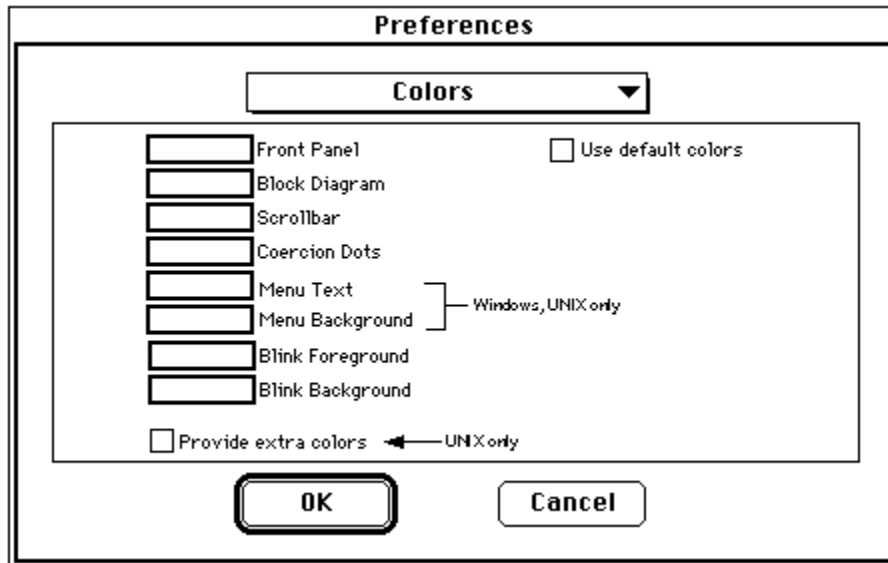 Preferences
Colors
Front Panel
Use default colors
Block Diagram
Scrollbar
Coercion Dots
Menu Text
Windows, UNIX only
Menu Background
Blink Foreground
Blink Background
Provide extra colors
UNIX only
OK
Cancel